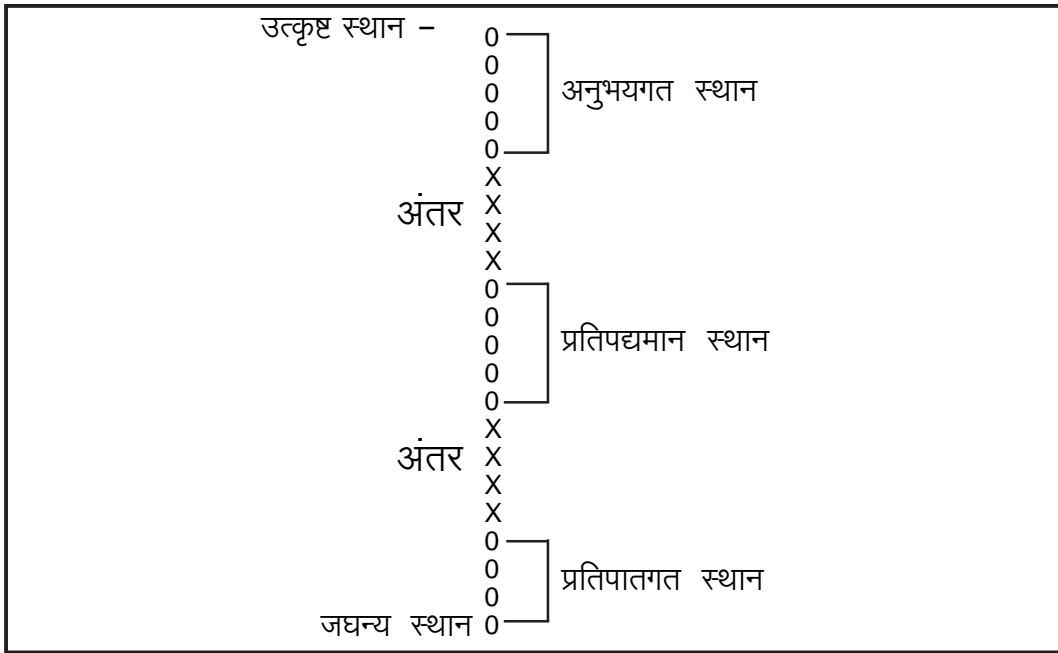 उत्कृष्ट स्थान – 0
0
0 अनुभयगत स्थान
0
0
X
अंतर X
X
X
0
0
0 प्रतिपद्यमान स्थान
0
0
X
अंतर X
X
X
0
0 प्रतिपातगत स्थान
0
जघन्य स्थान 0